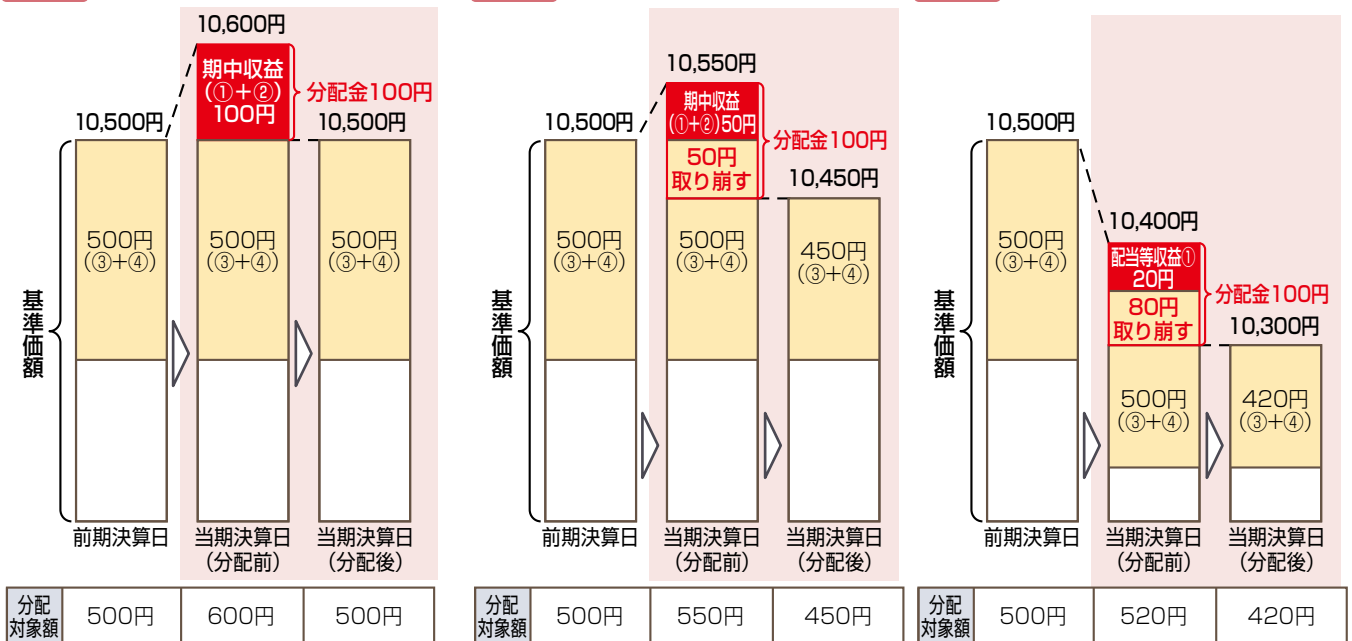 10,600円
期中収益
(①+②)
100円
分配金100円
10,500円
10,500円
500円
(③+④)
500円
(③+④)
500円
(③+④)
基準価額
前期決算日
当期決算日
(分配前)
当期決算日
(分配後)
分配
対象額
500円
600円
500円
10,550円
期中収益
(①+②)50円
50円
取り崩す
分配金100円
10,500円
10,450円
500円
(③+④)
500円
(③+④)
450円
(③+④)
基準価額
前期決算日
当期決算日
(分配前)
当期決算日
(分配後)
分配
対象額
500円
550円
450円
10,500円
10,400円
配当等収益①
20円
80円
取り崩す
分配金100円
10,300円
500円
(③+④)
500円
(③+④)
420円
(③+④)
基準価額
前期決算日
当期決算日
(分配前)
当期決算日
(分配後)
分配
対象額
500円
520円
420円